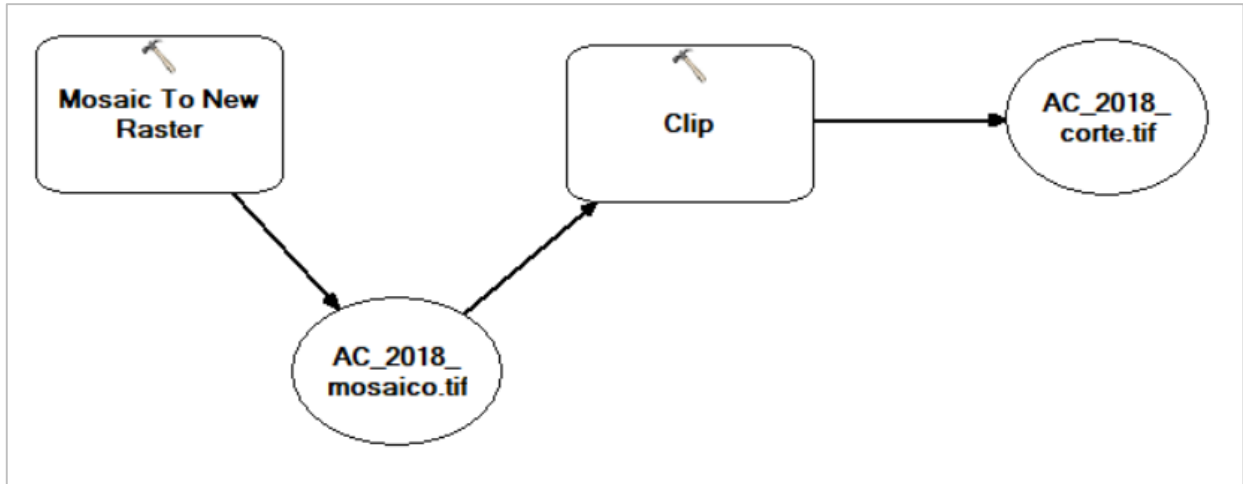 Mosaic To New
Raster
Clip
AC_2018_
corte.tif
AC_2018_
mosaico.tif